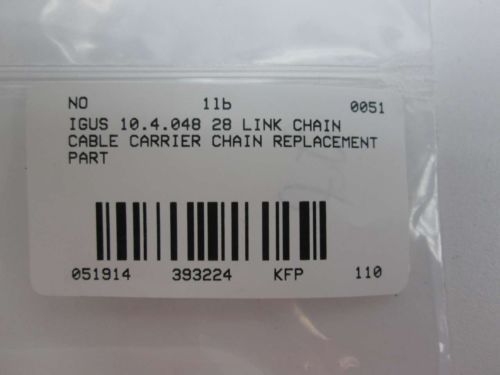 NO 1lb 0051
IGUS 10.4.048 28 LINK CHAIN
CABLE CARRIER CHAIN REPLACEMENT
PART
051914 393224 KFP 110